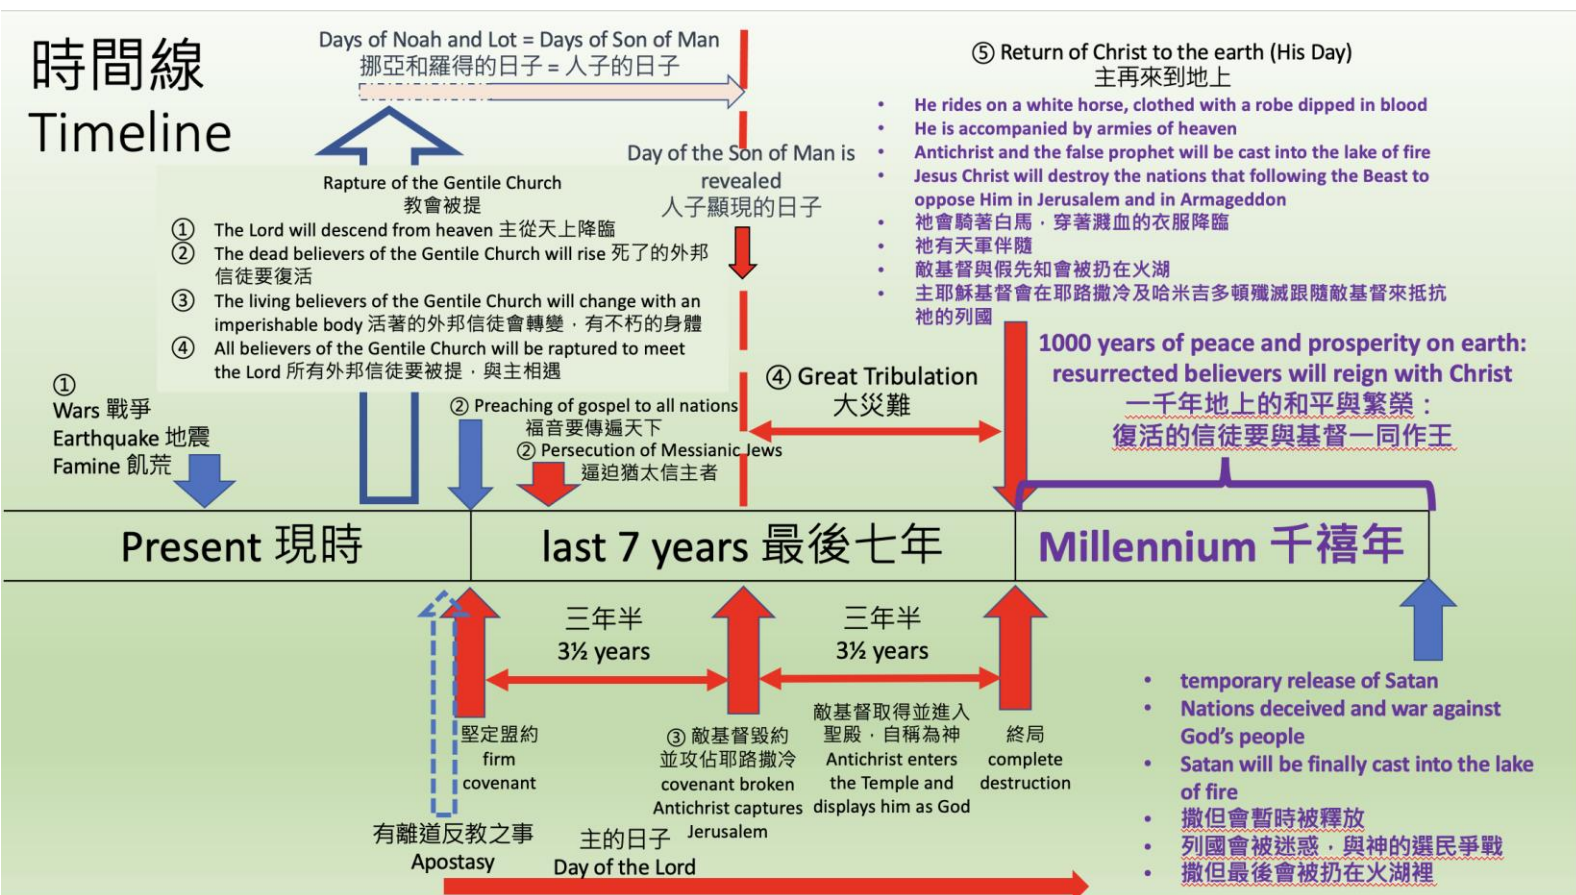 時間線
Timeline
Days of Noah and Lot = Days of Son of Man
挪亞和羅得的日子 = 人子的日子
Day of the Son of Man is
revealed
人子顯現的日子
Rapture of the Gentile Church
教會被提
① The Lord will descend from heaven 主從天上降臨
② The dead believers of the Gentile Church will rise 死了的外邦
信徒要復活
③ The living believers of the Gentile Church will change with an
imperishable body 活著的外邦信徒會轉變，有不朽的身體
④ All believers of the Gentile Church will be raptured to meet
the Lord 所有外邦信徒要被提，與主相遇
⑤ Return of Christ to the earth (His Day)
主再來到地上
• He rides on a white horse, clothed with a robe dipped in blood
• He is accompanied by armies of heaven
• Antichrist and the false prophet will be cast into the lake of fire
• Jesus Christ will destroy the nations that following the Beast to
oppose Him in Jerusalem and in Armageddon
• 祂會騎著白馬，穿著濺血的衣服降臨
• 祂有天軍伴隨
• 敵基督與假先知會被扔在火湖
• 主耶穌基督會在耶路撒冷及哈米吉多頓殲滅跟隨敵基督來抵抗
祂的列國
1000 years of peace and prosperity on earth:
resurrected believers will reign with Christ
一千年地上的和平與繁榮：
復活的信徒要與基督一同作王
①
Wars 戰爭
Earthquake 地震
Famine 飢荒
② Preaching of gospel to all nations
福音要傳遍天下
② Persecution of Messianic Jews
逼迫猶太信主者
④ Great Tribulation
大災難
Present 現時
last 7 years 最後七年
Millennium 千禧年
三年半
3½ years
三年半
3½ years
堅定盟約
firm
covenant
③ 敵基督毀約
並攻佔耶路撒冷
covenant broken
Antichrist captures
Jerusalem
敵基督取得並進入
聖殿，自稱為神
Antichrist enters
the Temple and
displays him as God
終局
complete
destruction
有離道反教之事
Apostasy
主的日子
Day of the Lord
• temporary release of Satan
• Nations deceived and war against
God's people
• Satan will be finally cast into the lake
of fire
• 撒但會暫時被釋放
• 列國會被迷惑，與神的選民爭戰
• 撒但最後會被扔在火湖裡